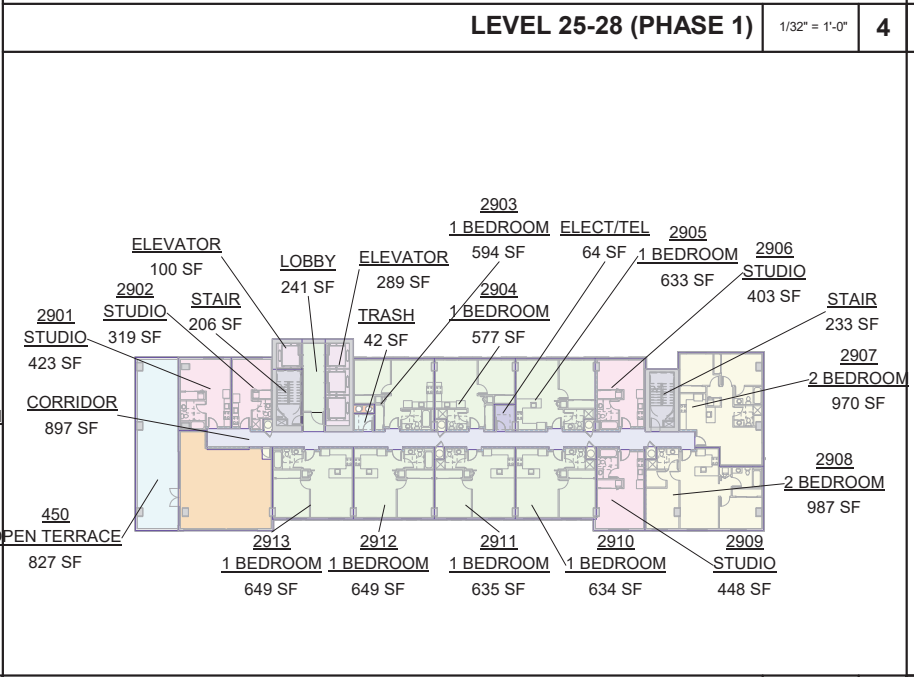 LEVEL 25-28 (PHASE 1)
1/32" = 1'-0"
4
2903
1 BEDROOM
594 SF
ELECT/TEL
64 SF
2905
1 BEDROOM
633 SF
2906
STUDIO
403 SF
ELEVATOR
100 SF
LOBBY
241 SF
ELEVATOR
289 SF
2904
1 BEDROOM
577 SF
2902
STUDIO
319 SF
STAIR
206 SF
TRASH
42 SF
STAIR
233 SF
2901
STUDIO
423 SF
2907
2 BEDROOM
970 SF
CORRIDOR
897 SF
2908
2 BEDROOM
987 SF
450
OPEN TERRACE
827 SF
2913
1 BEDROOM
649 SF
2912
1 BEDROOM
649 SF
2911
1 BEDROOM
635 SF
2910
1 BEDROOM
634 SF
2909
STUDIO
448 SF